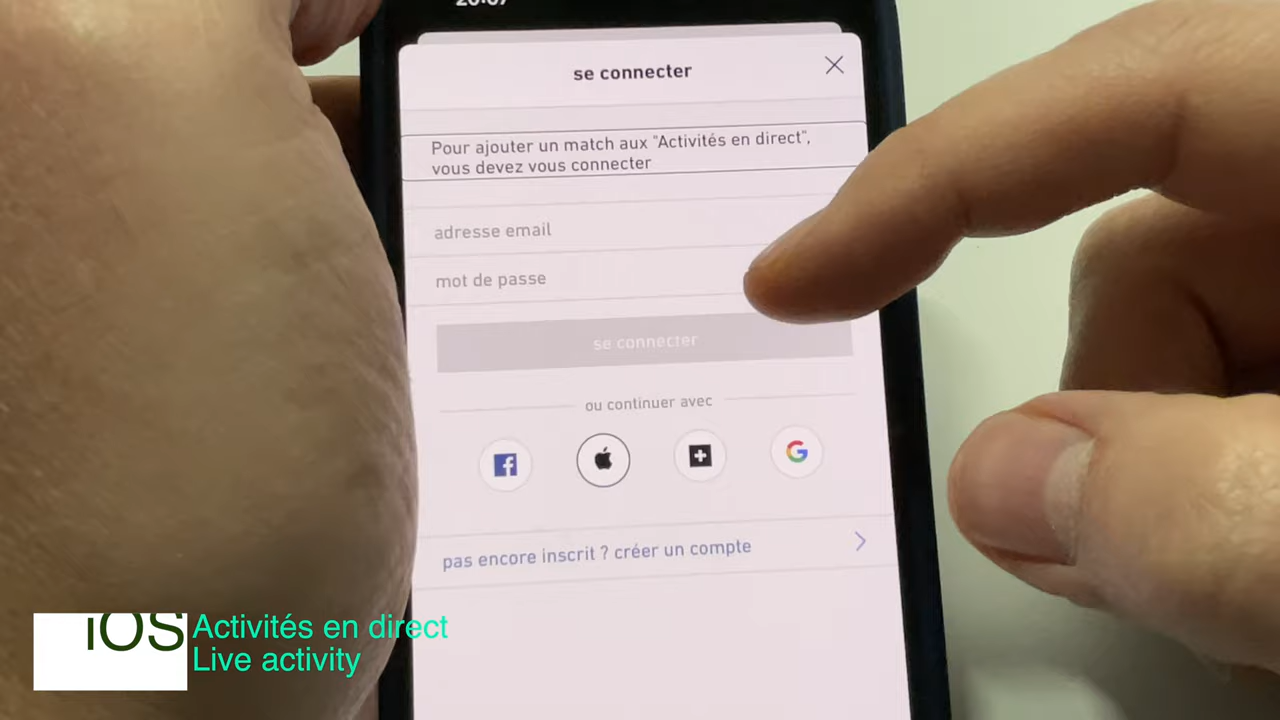 se connecter
Pour ajouter un match aux "Activités en direct",
vous devez vous connecter
adresse email
mot de passe
se connecter
ou continuer avec
pas encore inscrit ? créer un compte
iOS
Activités en direct
Live activity